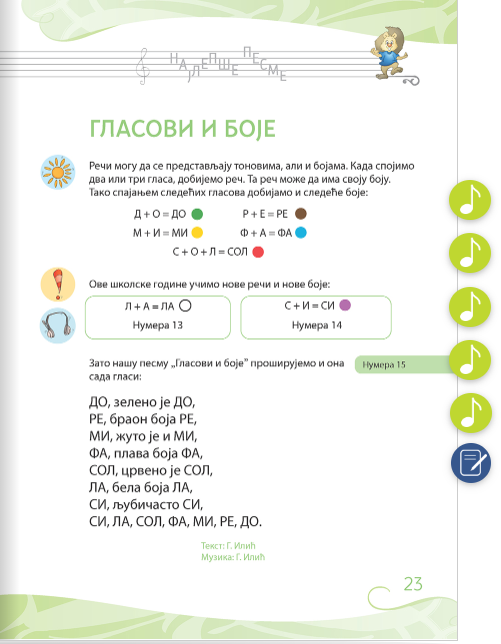 НАЈЛЕПШЕ ПЕСМЕ
ГЛАСОВИ И БОЈЕ
Речи могу да се представљају тоновима, али и бојама. Када спојимо
два или три гласа, добијемо реч. Та реч може да има своју боју.
Тако спајањем следећих гласова добијамо и следеће боје:
Д + О = ДО Р + Е = РЕ
М + И = МИ Ф + А = ФА
С + О + Л = СОЛ
Ове школске године учимо нове речи и нове боје:
Л + А = ЛА С + И = СИ
Нумера 13 Нумера 14
Зато нашу песму „Гласови и боје” проширујемо и она
сада гласи:
Нумера 15
ДО, зелено је ДО,
РЕ, браон боја РЕ,
МИ, жуто је и МИ,
ФА, плава боја ФА,
СОЛ, црвено је СОЛ,
ЛА, бела боја ЛА,
СИ, љубичасто СИ,
СИ, ЛА, СОЛ, ФА, МИ, РЕ, ДО.
Текст: Г. Илић
Музика: Г. Илић
23